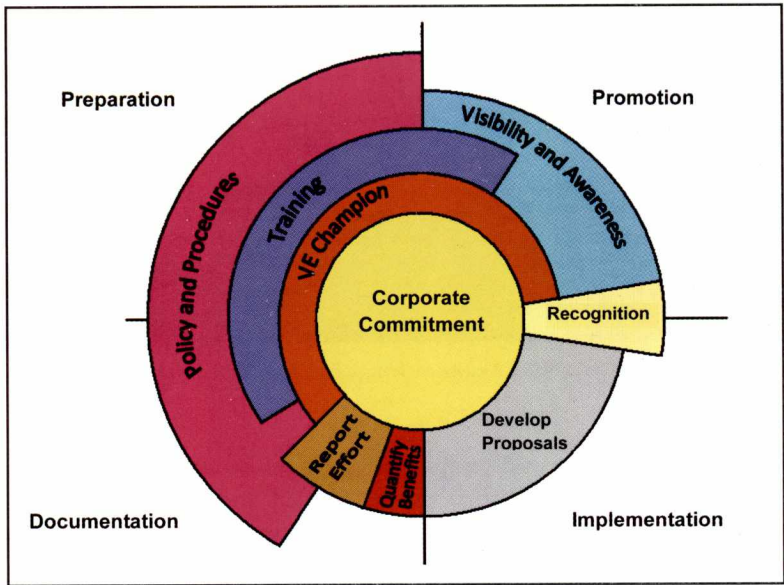 Preparation
Promotion
Visibility and Awareness
Policy and Procedures
Training
VE Champion
Corporate
Commitment
Recognition
Develop
Proposals
Report
Effort
Quantify
Benefits
Documentation
Implementation